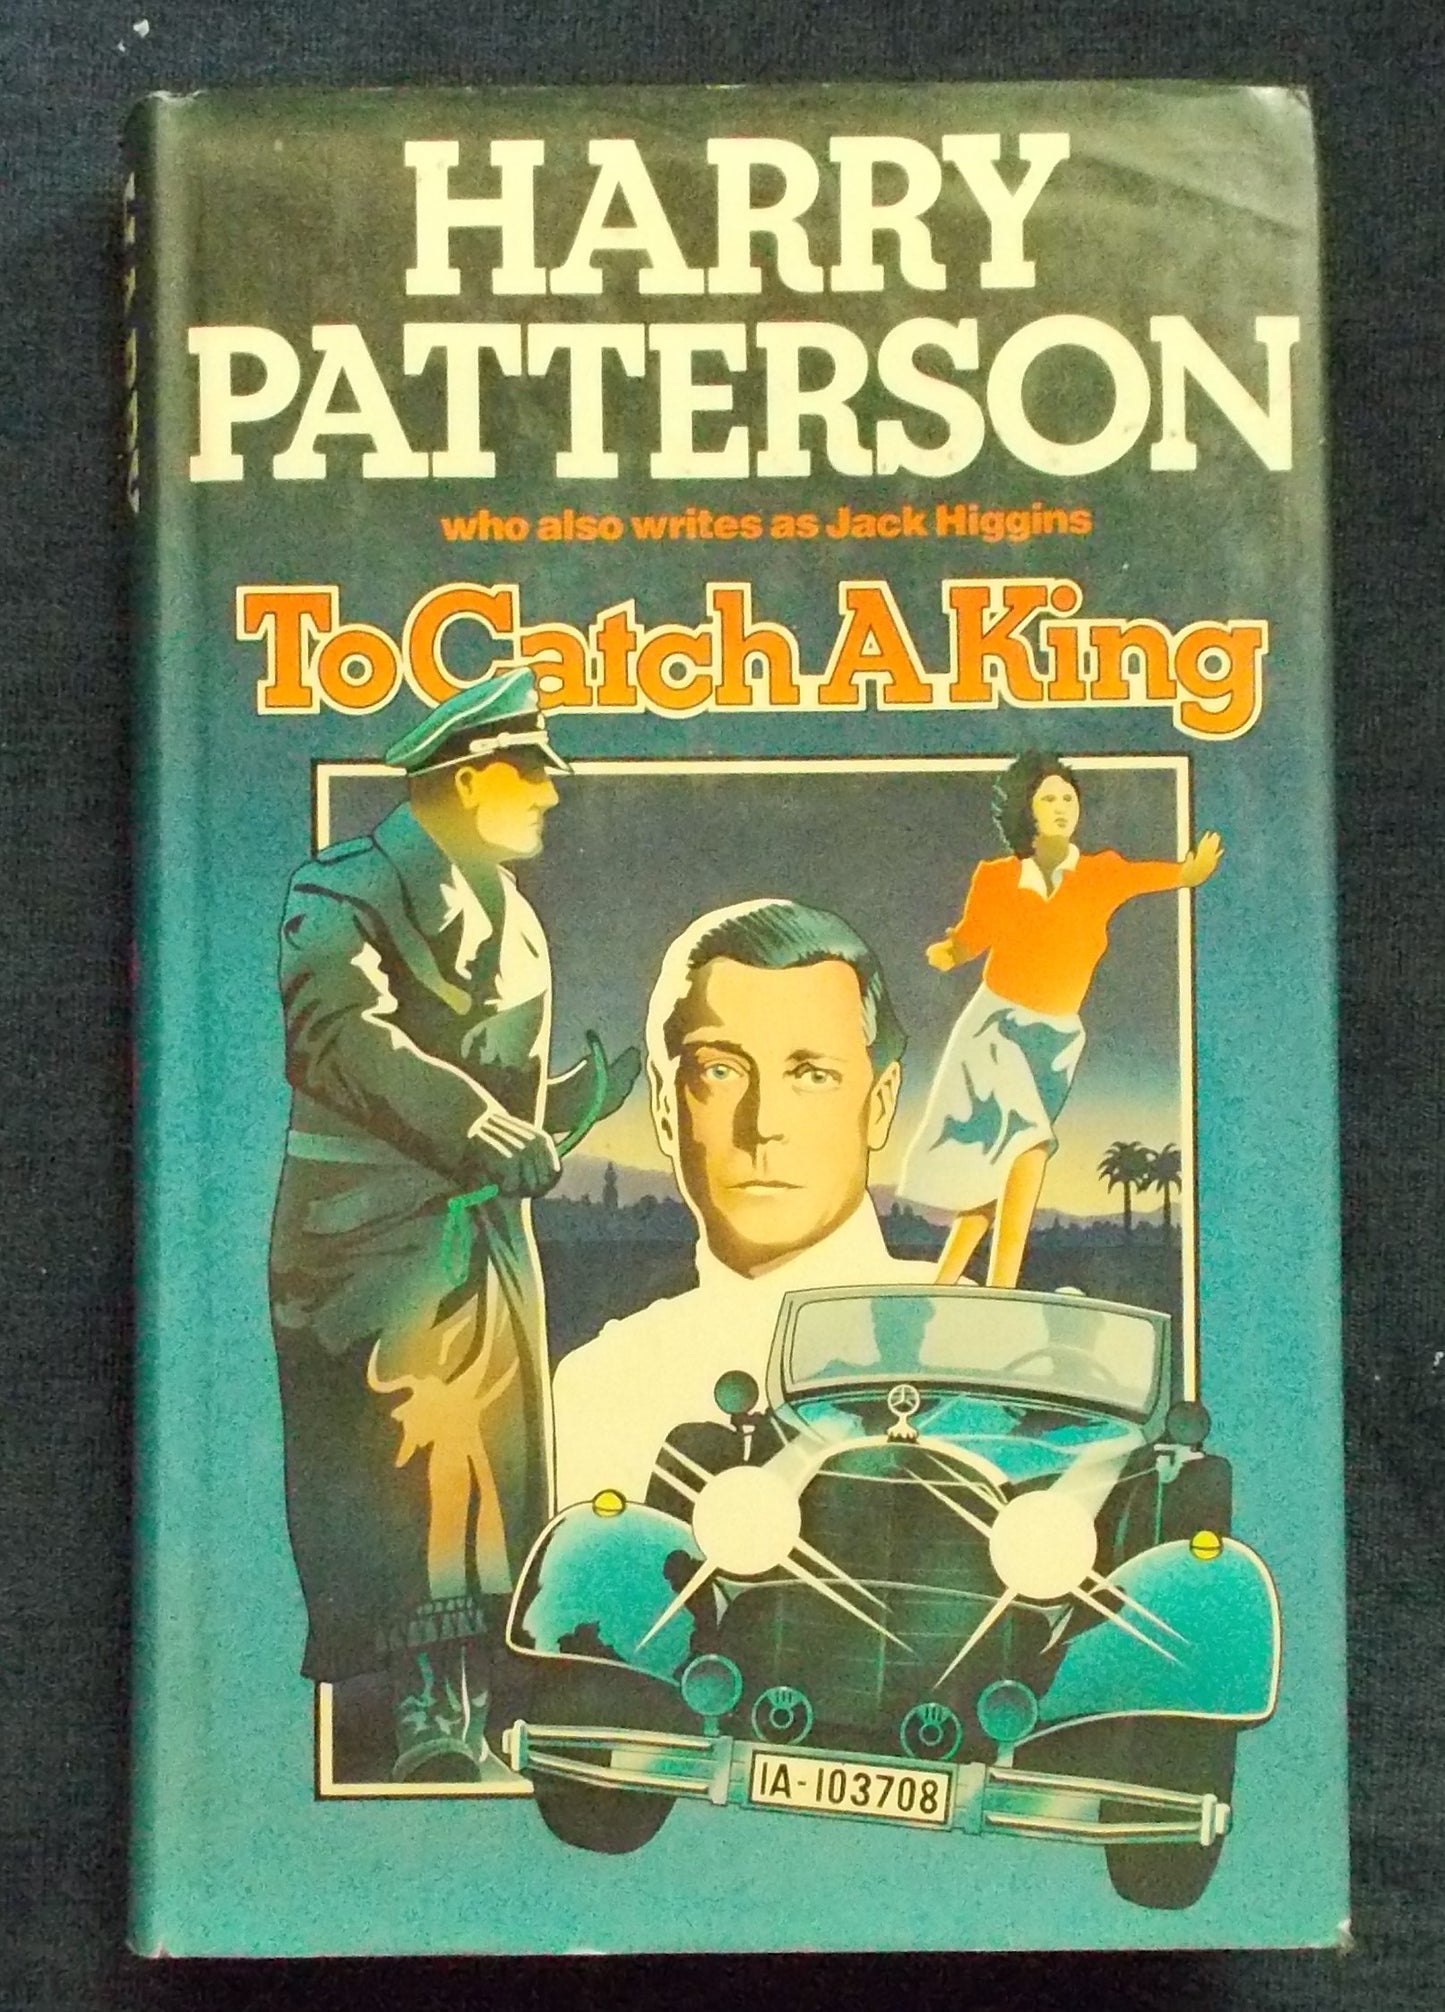 HARRY
PATTERSON
who also writes as Jack Higgins
To Catch A King
IA-103708